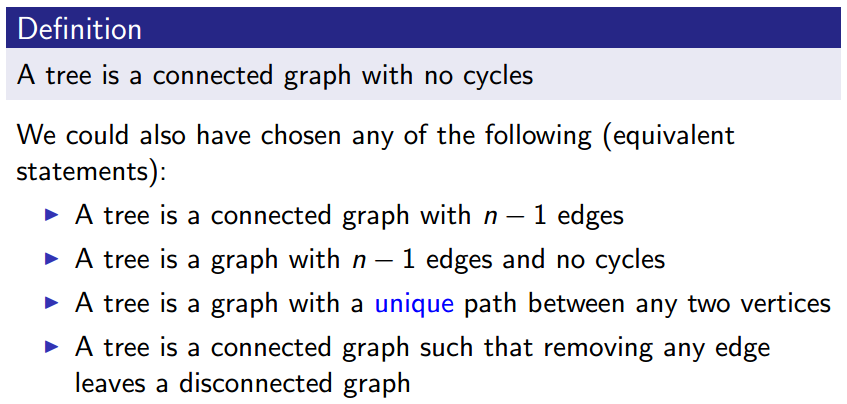 Definition
A tree is a connected graph with no cycles
We could also have chosen any of the following (equivalent
statements):
▶ A tree is a connected graph with n − 1 edges
▶ A tree is a graph with n − 1 edges and no cycles
▶ A tree is a graph with a unique path between any two vertices
▶ A tree is a connected graph such that removing any edge
leaves a disconnected graph